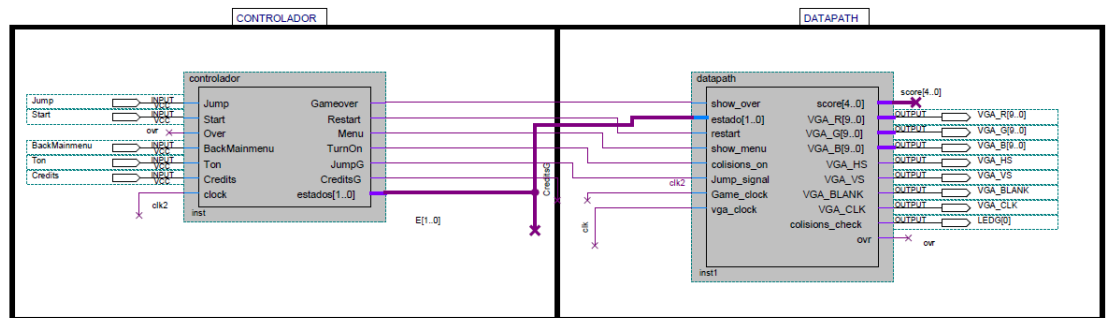 CONTROLADOR
DATAPATH
controlador
Jump
INPUT
VCC
Jump
Gameover
Start
INPUT
VCC
Start
Restart
ovr
Over
Menu
BackMainmenu
INPUT
VCC
BackMainmenu
TurnOn
Ton
INPUT
VCC
Ton
JumpG
Credits
INPUT
VCC
Credits
CreditsG
clock
estados[1..0]
clk2
inst
E[1..0]
CreditsG
datapath
show_over
score[4..0]
score[4..0]
estado[1..0]
VGA_R[9..0]
OUTPUT
VGA_R[9..0]
restart
VGA_G[9..0]
OUTPUT
VGA_G[9..0]
show_menu
VGA_B[9..0]
OUTPUT
VGA_B[9..0]
colisions_on
VGA_HS
OUTPUT
VGA_HS
clk2
Jump_signal
VGA_VS
OUTPUT
VGA_VS
Game_clock
VGA_BLANK
OUTPUT
VGA_BLANK
vga_clock
VGA_CLK
OUTPUT
VGA_CLK
clk
colisions_check
OUTPUT
LEDG[0]
ovr
ovr
inst1